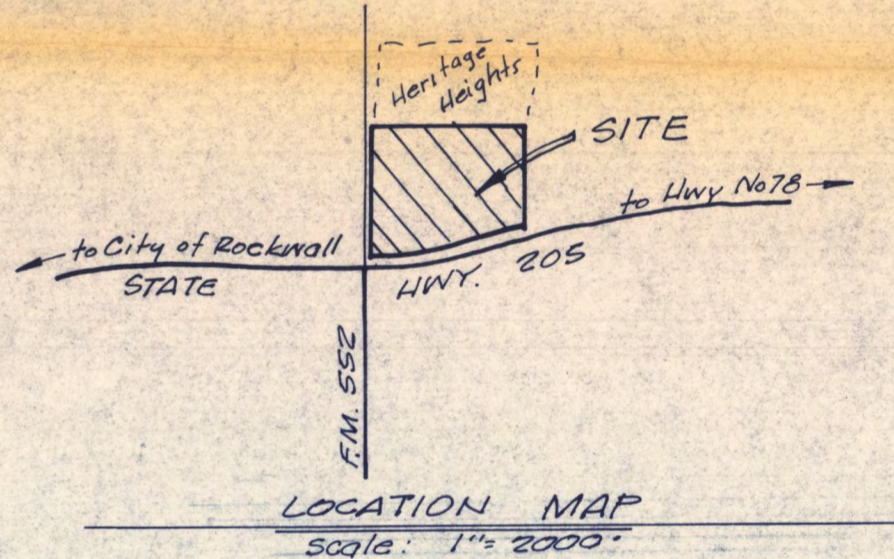 Heritage
Heights
SITE
to Hwy No 78
to City of Rockwall
STATE
HWY. 205
F.M. 552
LOCATION MAP
Scale: 1"= 2000'